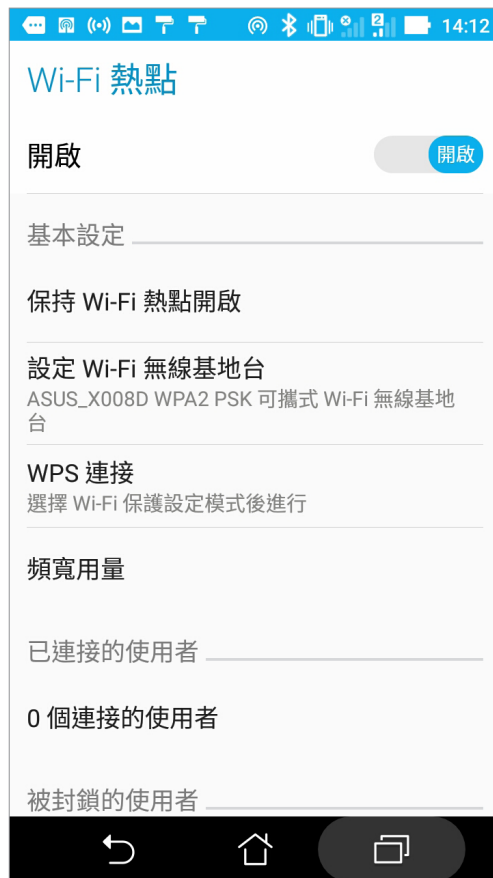 14:12
Wi-Fi 熱點
開啟
開啟
基本設定
保持 Wi-Fi 熱點開啟
設定 Wi-Fi 無線基地台
ASUS_X008D WPA2 PSK 可攜式 Wi-Fi 無線基地
台
WPS 連接
選擇 Wi-Fi 保護設定模式後進行
頻寬用量
已連接的使用者
0 個連接的使用者
被封鎖的使用者